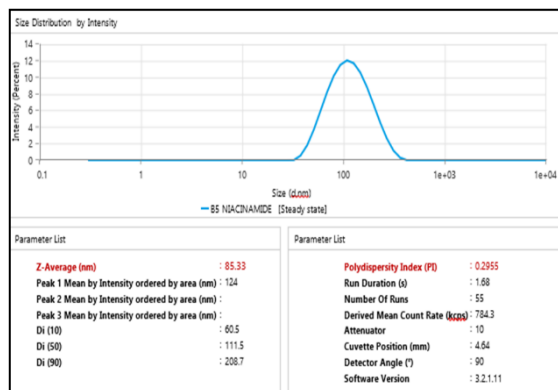 Size Distribution by Intensity
Intensity (Percent)
14
12
10
8
6
4
2
0
0.1 1 10 100 1e+03 1e+04
Size (d.nm)
B5 NIACINAMIDE [Steady state]
Parameter List
Z-Average (nm) : 85.33
Peak 1 Mean by Intensity ordered by area (nm) : 124
Peak 2 Mean by Intensity ordered by area (nm) :
Peak 3 Mean by Intensity ordered by area (nm) :
Di (10) : 60.5
Di (50) : 111.5
Di (90) : 208.7
Parameter List
Polydispersity Index (PI) : 0.2955
Run Duration (s) : 1.68
Number Of Runs : 55
Derived Mean Count Rate (kcps) : 784.3
Attenuator : 10
Cuvette Position (mm) : 4.64
Detector Angle (°) : 90
Software Version : 3.2.1.11